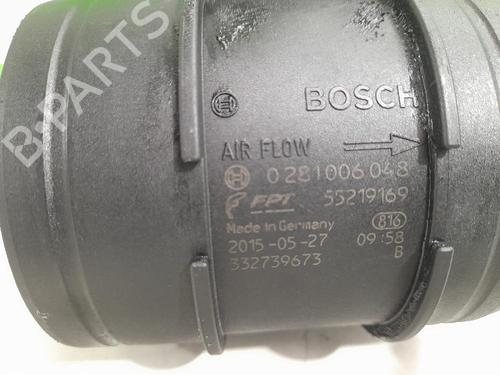 B-PARTS
BOSCH
AIR FLOW
0 281 006 048
FPT 55219169
Made in Germany 816
2015-05-27 09:58
332739673 B